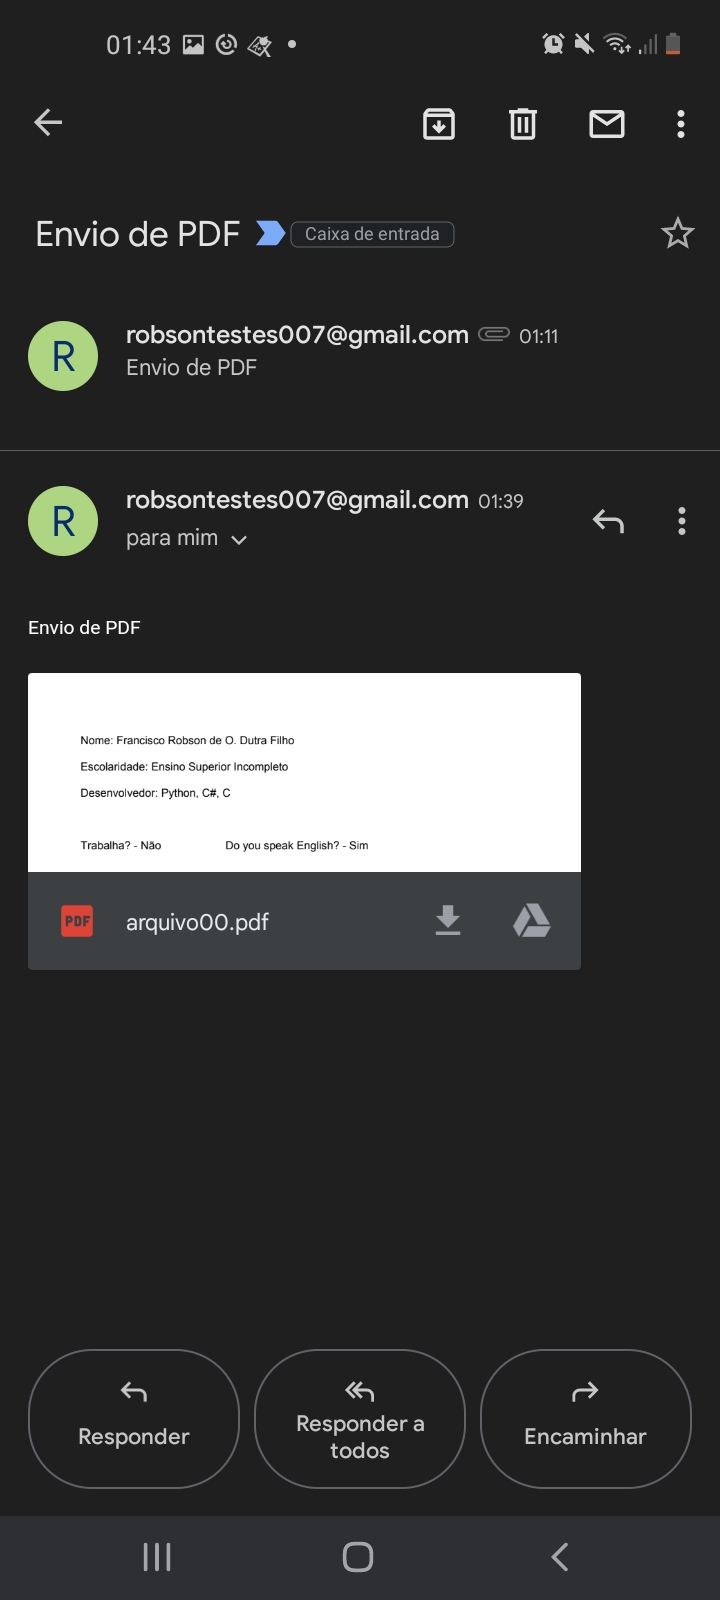 01:43
Envio de PDF Caixa de entrada
R
robsontestes007@gmail.com 01:11
Envio de PDF
R
robsontestes007@gmail.com 01:39
para mim
Envio de PDF
Nome: Francisco Robson de O. Dutra Filho
Escolaridade: Ensino Superior Incompleto
Desenvolvedor: Python, C#, C
Trabalha? - Não Do you speak English? - Sim
PDF arquivo00.pdf
Responder
Responder a
todos
Encaminhar